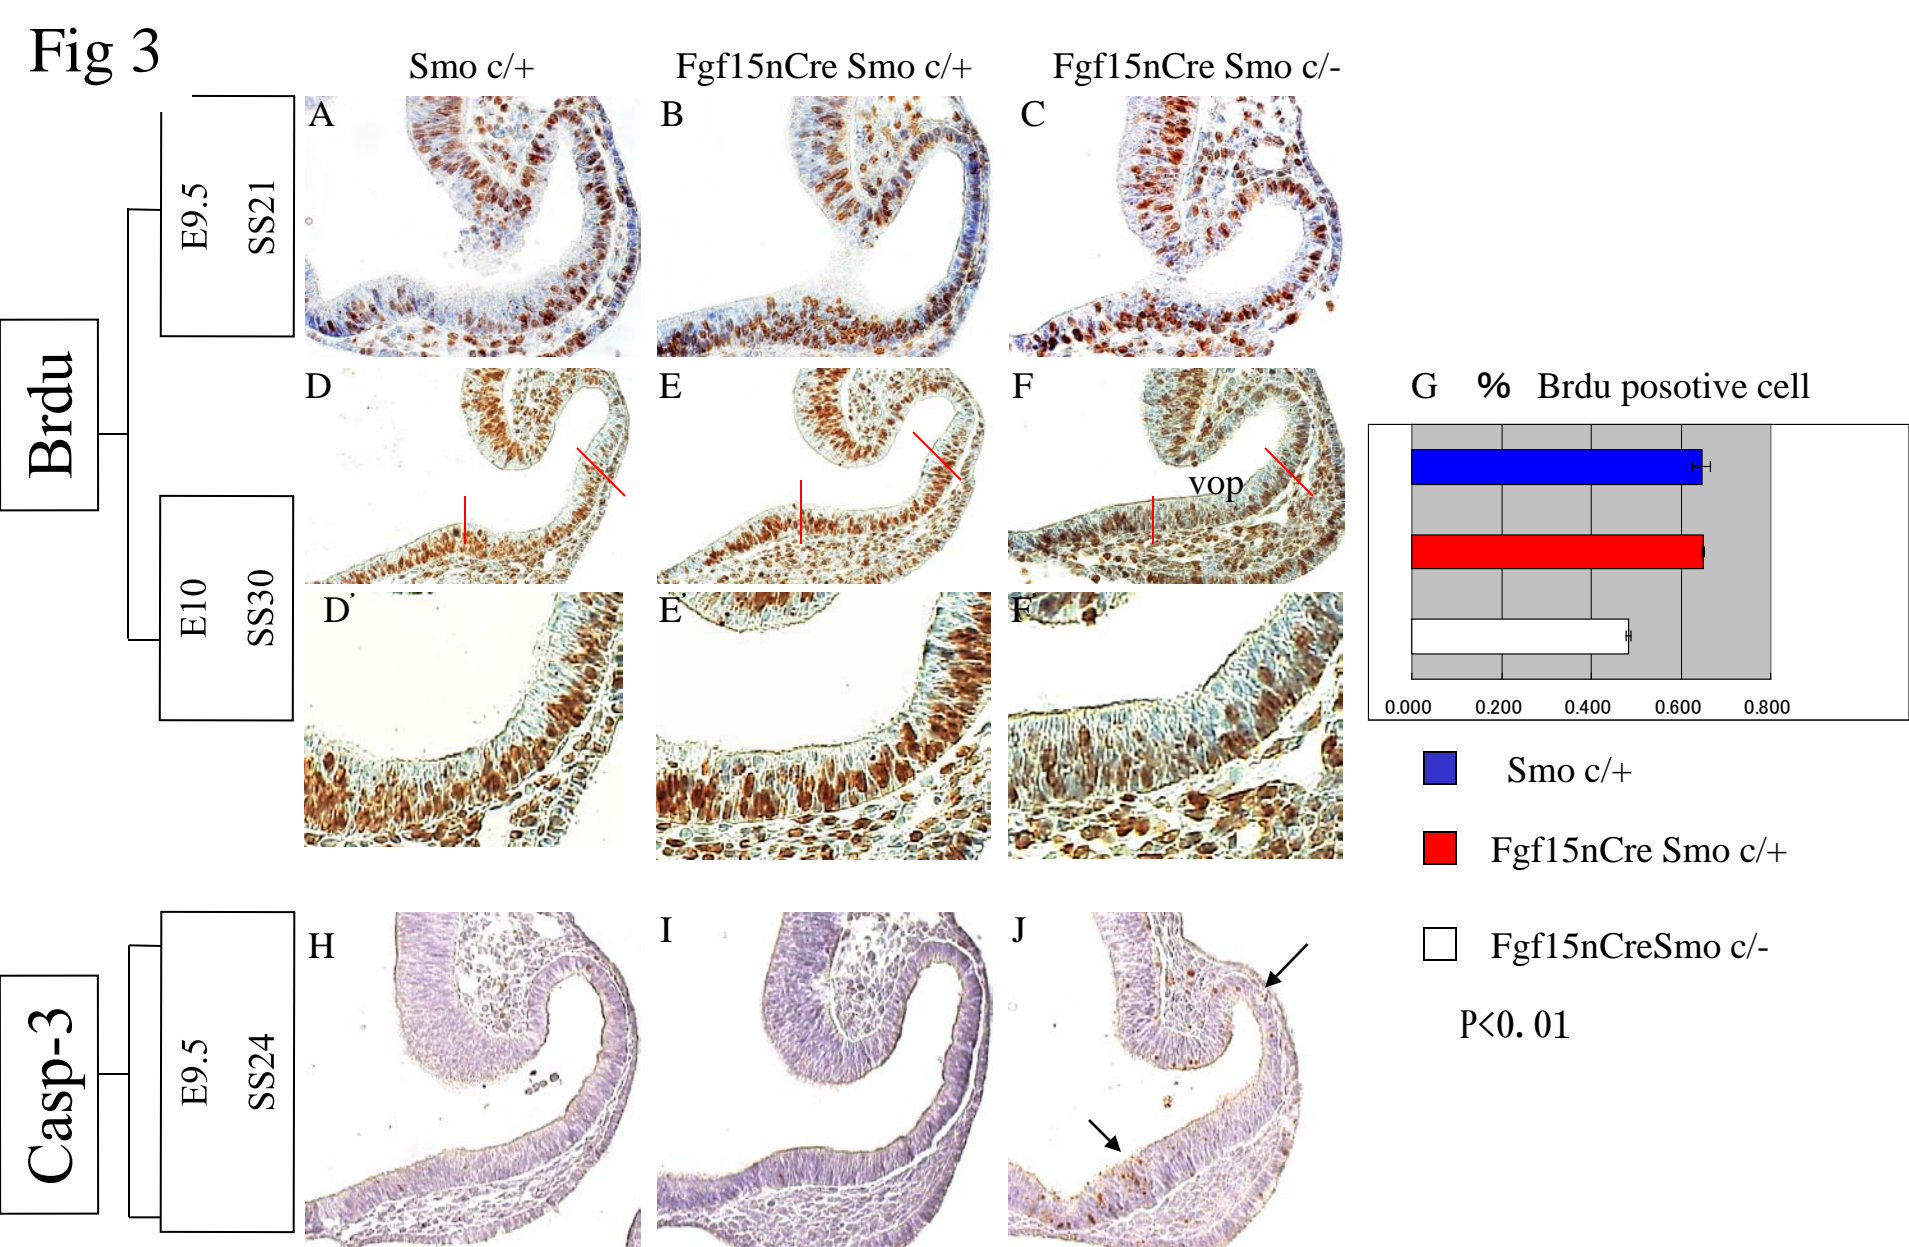 Fig 3
Smo c/+
Fgf15nCre Smo c/+
Fgf15nCre Smo c/-
Brdu
E9.5
SS21
A
B
C
E10
SS30
D
E
F
vop
D’
E’
F’
G % Brdu posotive cell
0.000 0.200 0.400 0.600 0.800
Smo c/+
Fgf15nCre Smo c/+
Fgf15nCreSmo c/-
P<0.01
Casp-3
E9.5
SS24
H
I
J